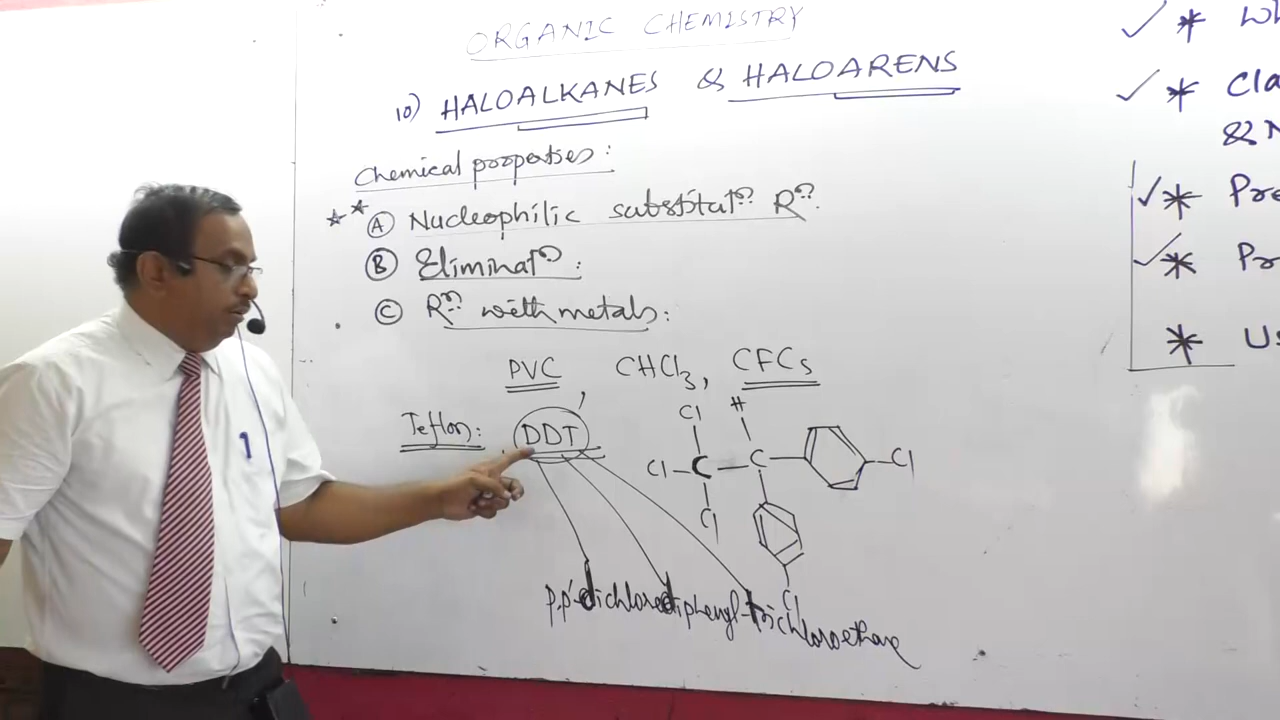 ORGANIC CHEMISTRY
10) HALOALKANES & HALOARENS
Chemical properties:
** A Nucleophilic substitutn Rn.
B Eliminatn:
C Rn with metals:
PVC, CHCl3, CFCs
Teflon: DDT
Cl H
Cl-C-C- -Cl
Cl
Cl
p,p'-dichlorodiphenyl-trichloroethane
✓ *
✓ * Cla
&
✓ * Pre
✓ * Pr
* Us